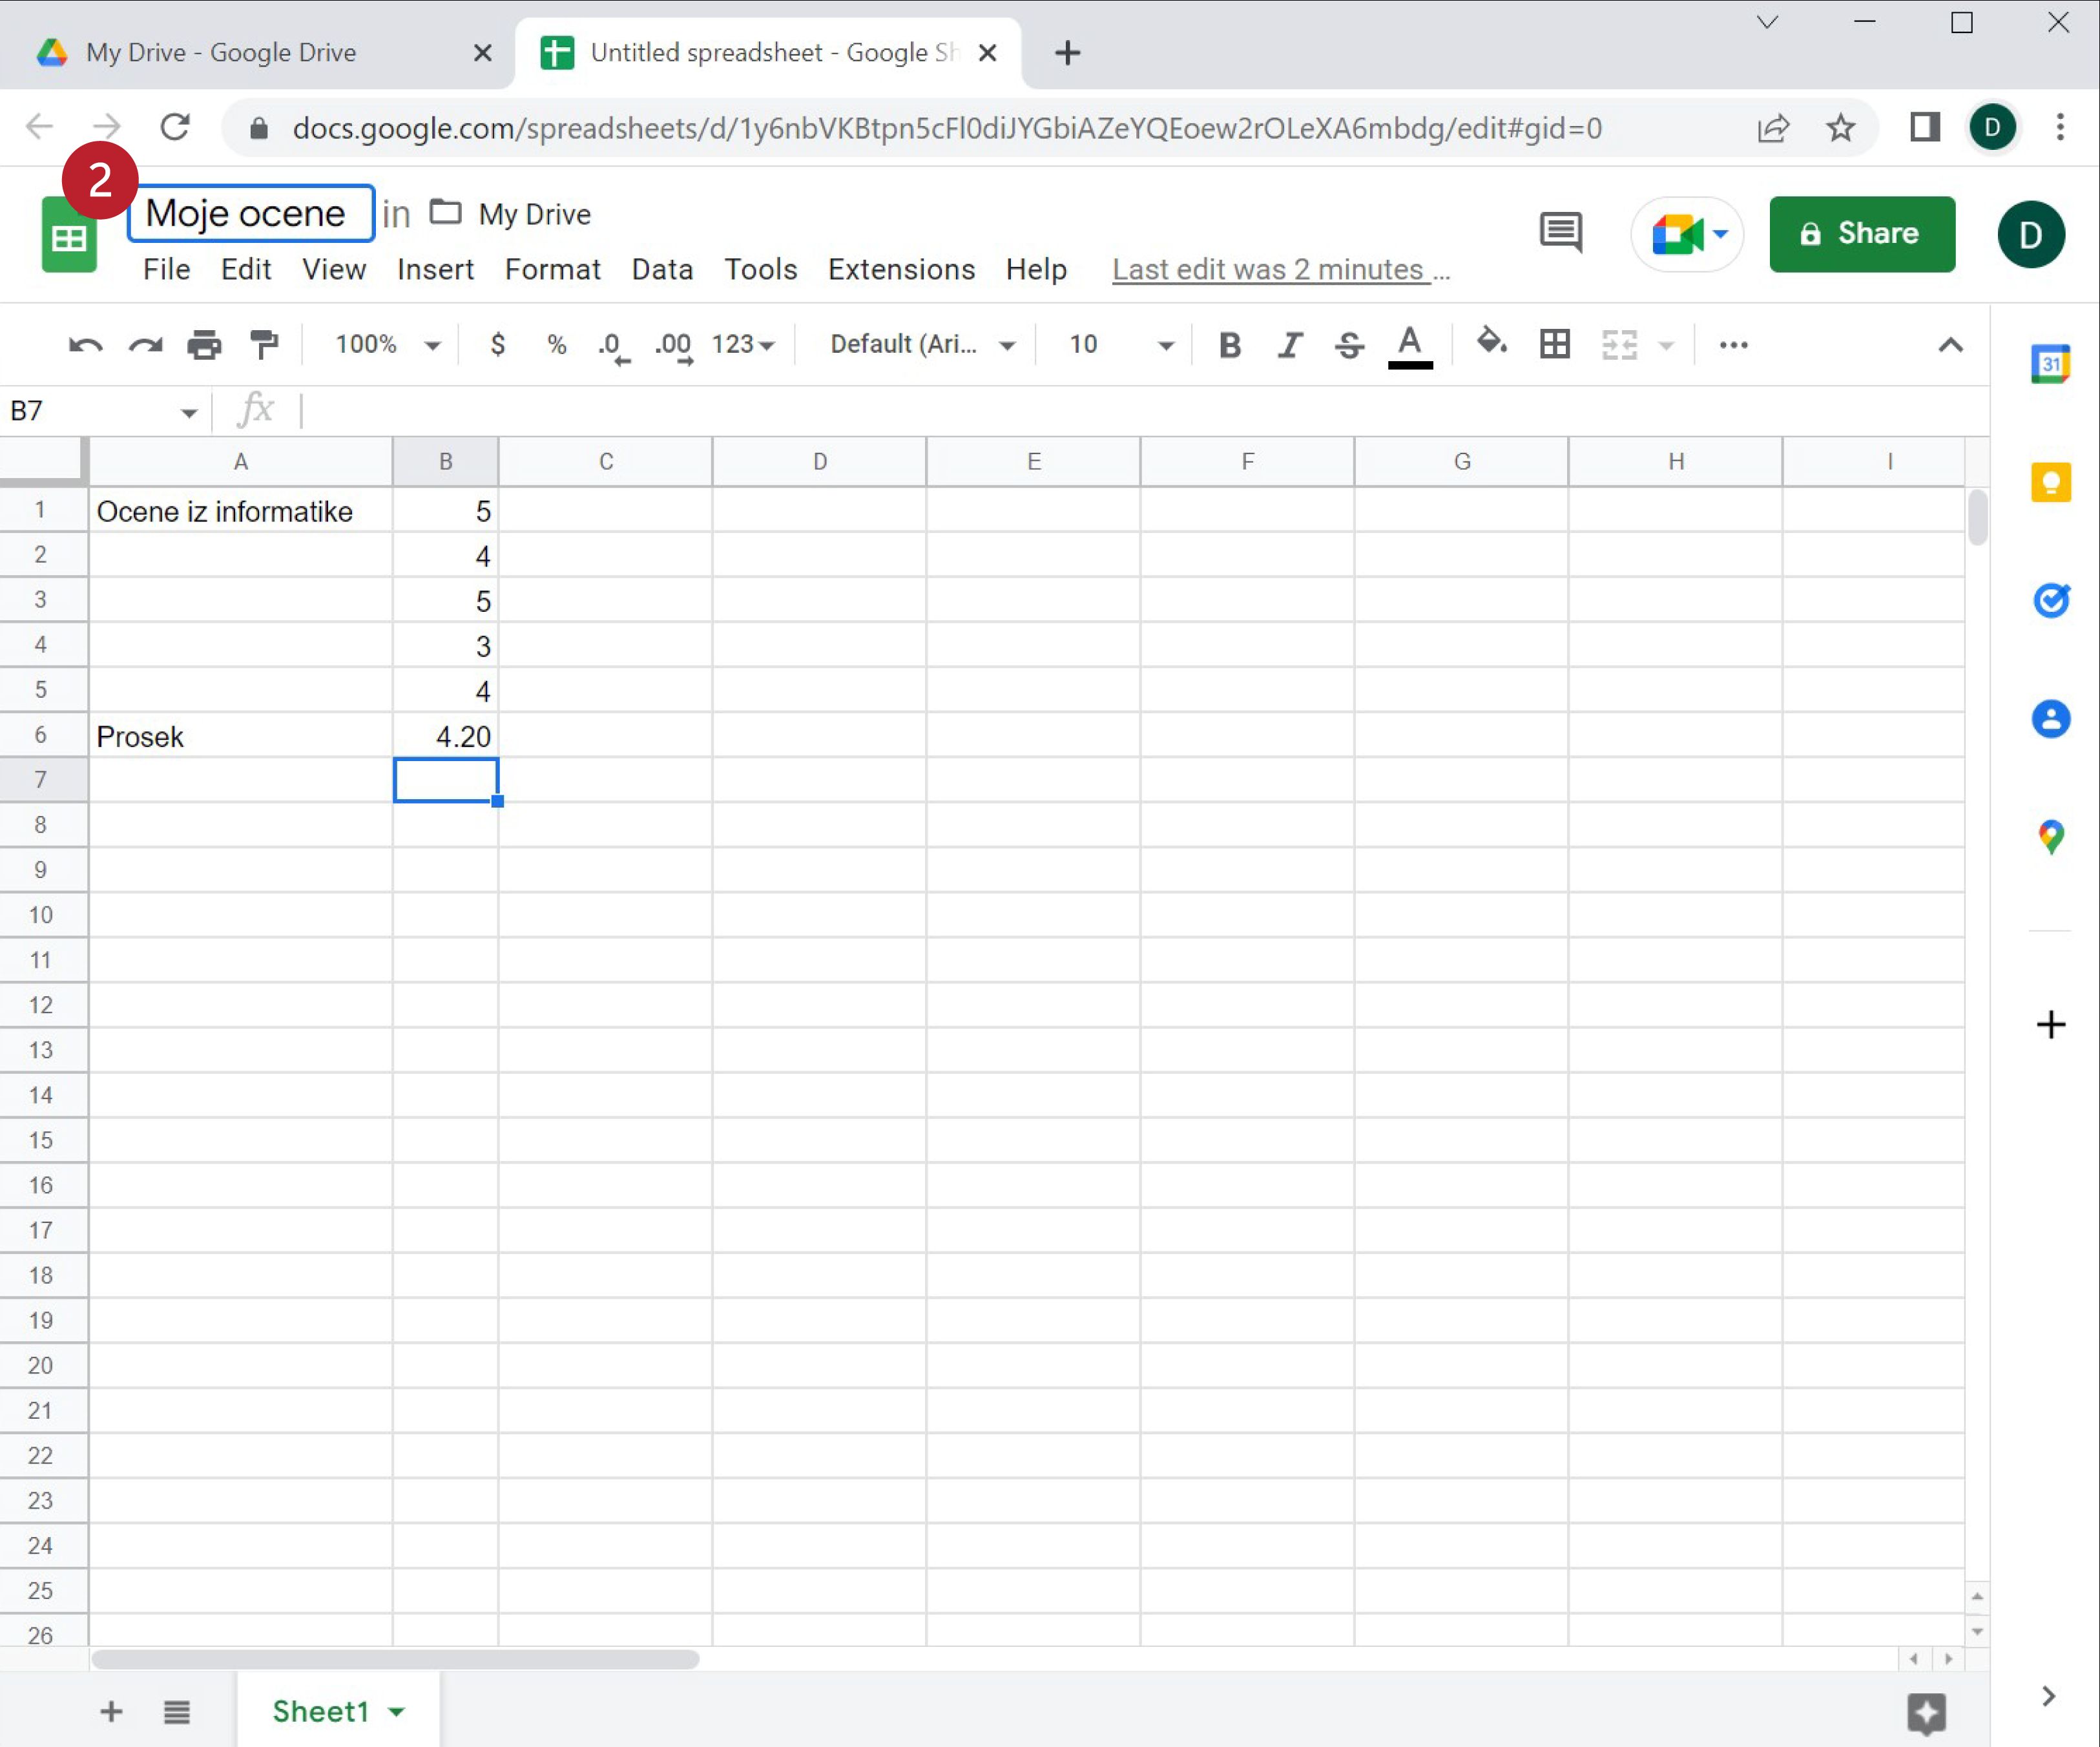 My Drive - Google Drive
Untitled spreadsheet - Google Sh
docs.google.com/spreadsheets/d/1y6nbVKBtpn5cFl0diJYGbiAZeYQEoew2rOLeXA6mbdg/edit#gid=0
D
2
Moje ocene in My Drive
Share
D
File Edit View Insert Format Data Tools Extensions Help Last edit was 2 minutes ...
100% $ % .0 .00 123 Default (Ari... 10 B I S A ...
31
B7 fx
A B C D E F G H I
1 Ocene iz informatike 5
2 4
3 5
4 3
5 4
6 Prosek 4.20
7
8
9
10
11
12
13
14
15
16
17
18
19
20
21
22
23
24
25
26
Sheet1